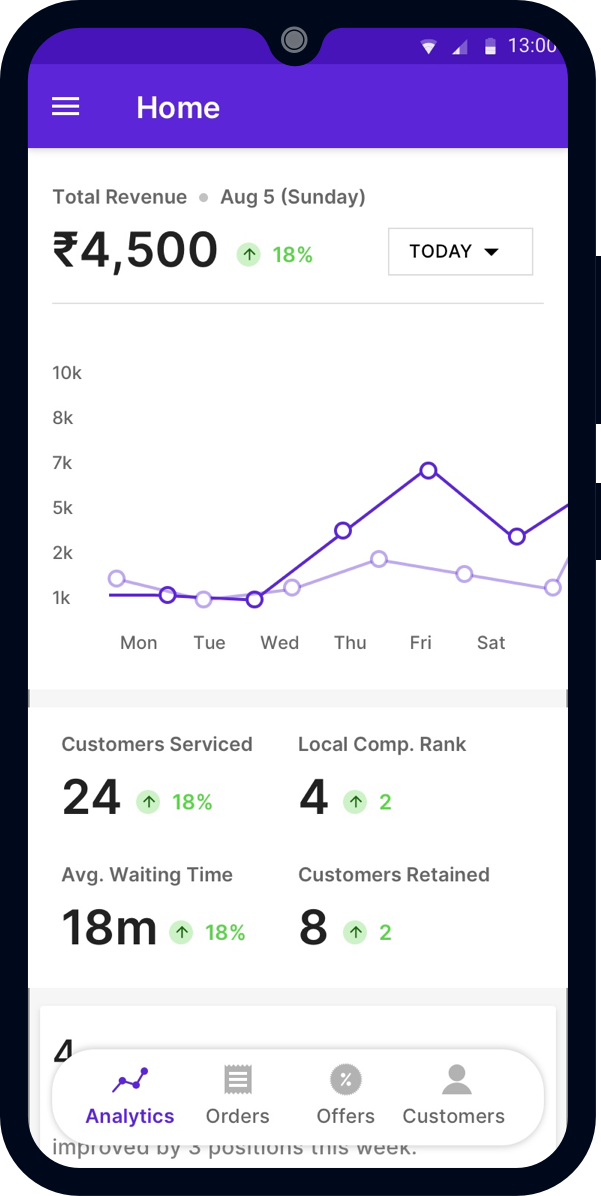 13:00
Home
Total Revenue • Aug 5 (Sunday)
₹4,500 18% TODAY
10k
8k
7k
5k
2k
1k
Mon Tue Wed Thu Fri Sat
Customers Serviced Local Comp. Rank
24 18% 4 2
Avg. Waiting Time Customers Retained
18m 18% 8 2
4
Analytics Orders Offers Customers
improved by 3 positions this week.